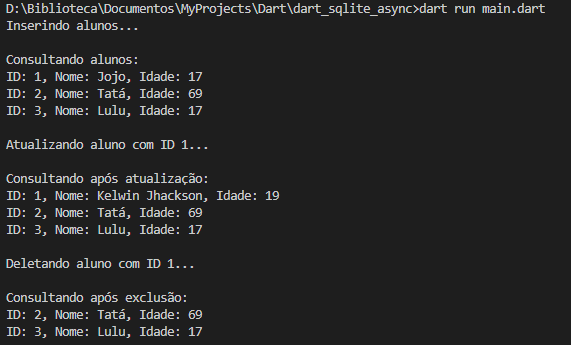 D:\Biblioteca\Documentos\MyProjects\Dart\dart_sqlite_async>dart run main.dart
Inserindo alunos...
Consultando alunos:
ID: 1, Nome: Jojo, Idade: 17
ID: 2, Nome: Tatá, Idade: 69
ID: 3, Nome: Lulu, Idade: 17
Atualizando aluno com ID 1...
Consultando após atualização:
ID: 1, Nome: Kelwin Jhackson, Idade: 19
ID: 2, Nome: Tatá, Idade: 69
ID: 3, Nome: Lulu, Idade: 17
Deletando aluno com ID 1...
Consultando após exclusão:
ID: 2, Nome: Tatá, Idade: 69
ID: 3, Nome: Lulu, Idade: 17